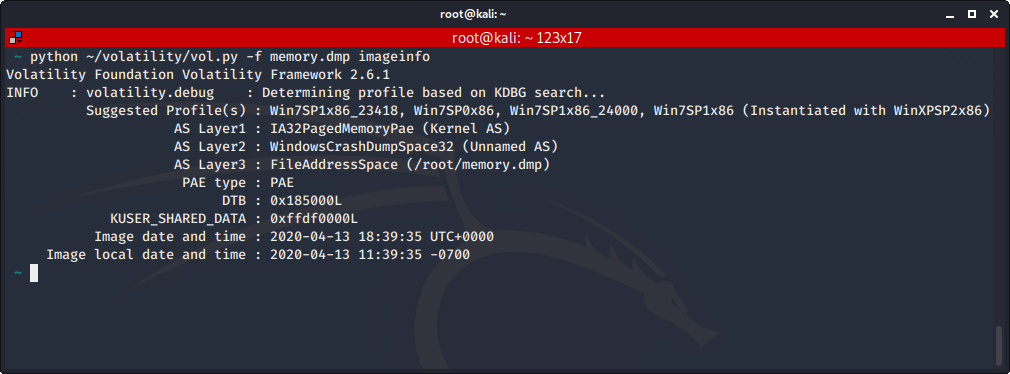 root@kali: ~
root@kali: ~ 123x17
~ python ~/volatility/vol.py -f memory.dmp imageinfo
Volatility Foundation Volatility Framework 2.6.1
INFO    : volatility.debug    : Determining profile based on KDBG search...
          Suggested Profile(s) : Win7SP1x86_23418, Win7SP0x86, Win7SP1x86_24000, Win7SP1x86 (Instantiated with WinXPSP2x86)
                     AS Layer1 : IA32PagedMemoryPae (Kernel AS)
                     AS Layer2 : WindowsCrashDumpSpace32 (Unnamed AS)
                     AS Layer3 : FileAddressSpace (/root/memory.dmp)
                      PAE type : PAE
                           DTB : 0x185000L
             KUSER_SHARED_DATA : 0xffdf0000L
           Image date and time : 2020-04-13 18:39:35 UTC+0000
     Image local date and time : 2020-04-13 11:39:35 -0700
~